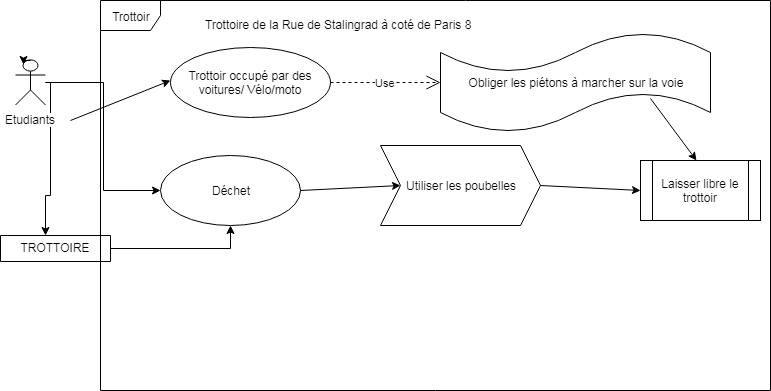 Trottoir
Trottoire de la Rue de Stalingrad à coté de Paris 8
Trottoir occupé par des
voitures/ Vélo/moto
Use
Obliger les piétons à marcher sur la voie
Etudiants
Déchet
Utiliser les poubelles
Laisser libre le
trottoir
TROTTOIRE